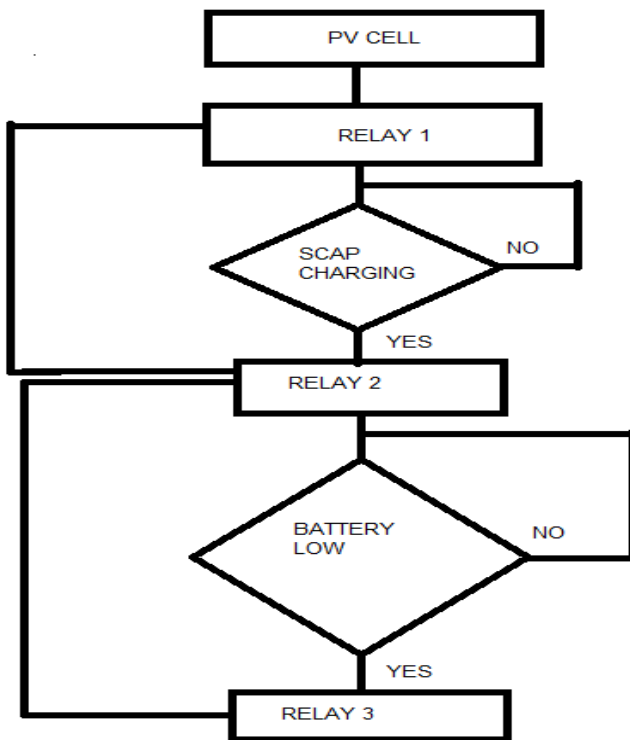 PV CELL
RELAY 1
SCAP
CHARGING
NO
YES
RELAY 2
BATTERY
LOW
NO
YES
RELAY 3